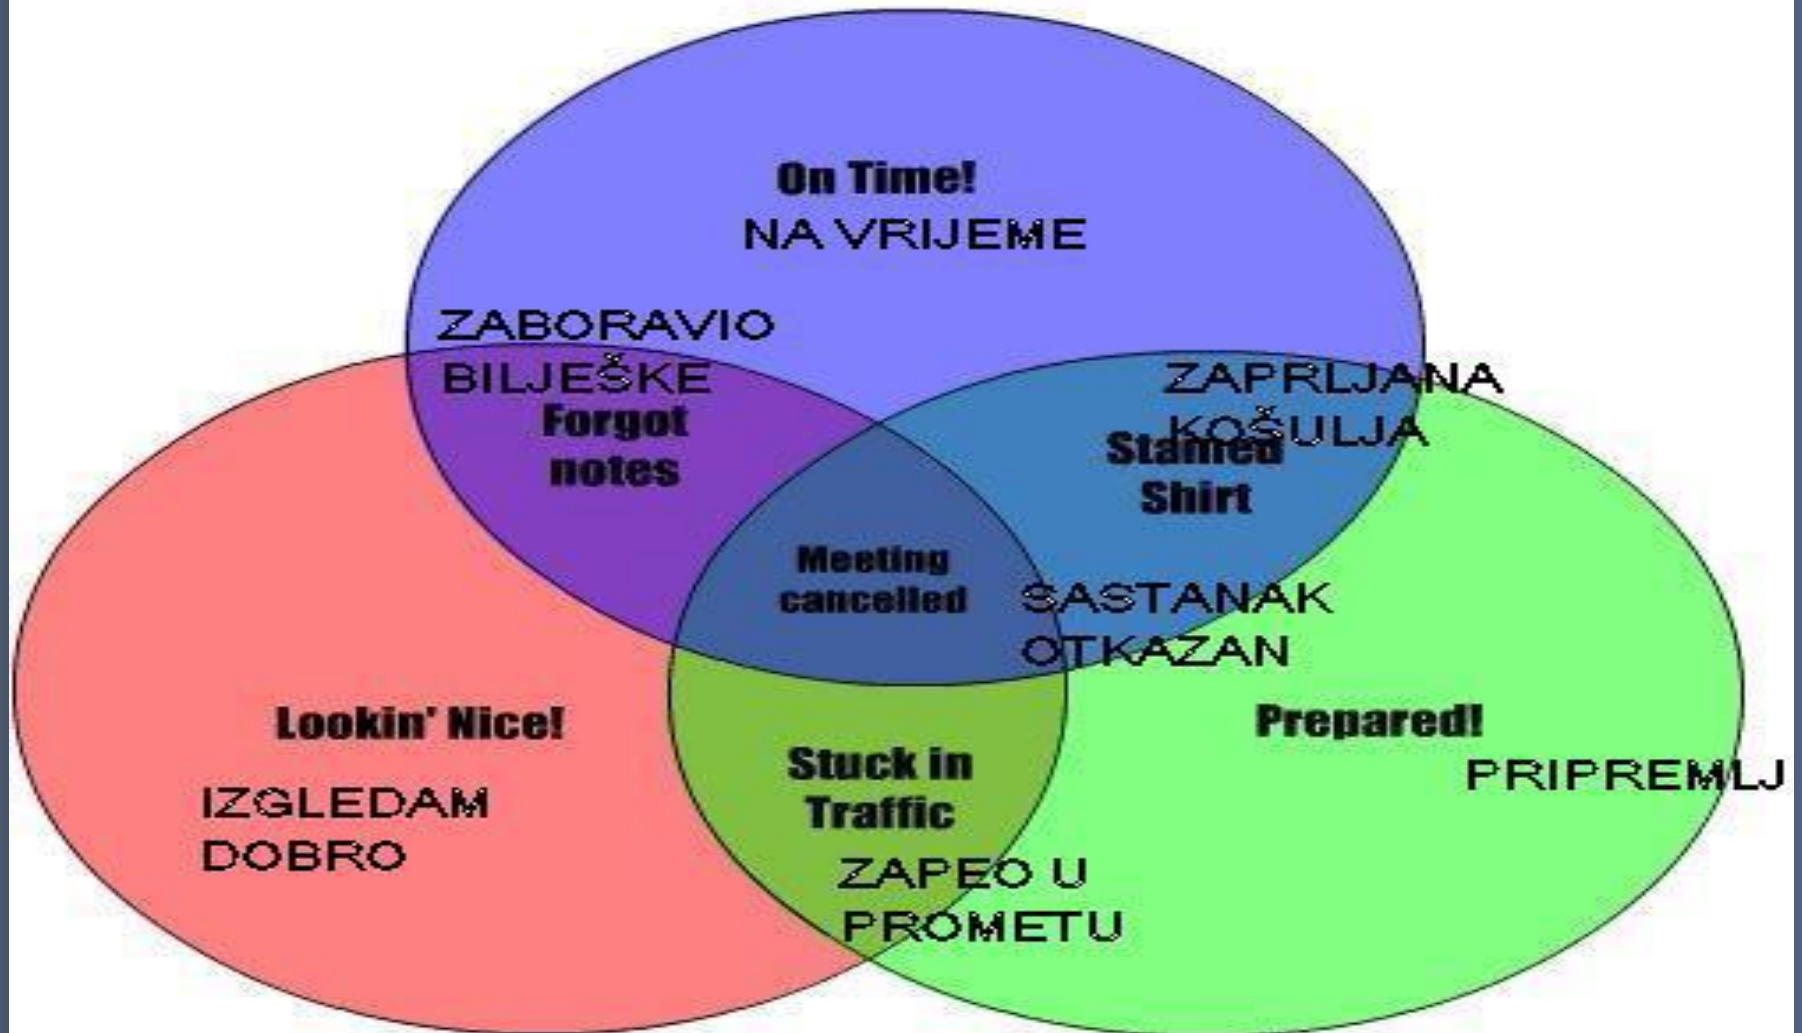 On Time!
NA VRIJEME
ZABORAVIO
BILJEŠKE
Forgot
notes
ZAPRLJANA
KOŠULJA
Stained
Shirt
Meeting
cancelled
SASTANAK
OTKAZAN
Lookin' Nice!
IZGLEDAM
DOBRO
Stuck in
Traffic
ZAPEO U
PROMETU
Prepared!
PRIPREMLJ